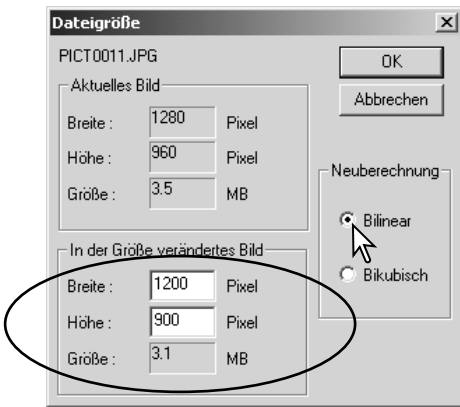 Dateigröße
PICT0011.JPG
OK
Abbrechen
Aktuelles Bild
Breite : 1280 Pixel
Höhe : 960 Pixel
Größe : 3.5 MB
Neuberechnung
Bilinear
Bikubisch
In der Größe verändertes Bild
Breite : 1200 Pixel
Höhe : 900 Pixel
Größe : 3.1 MB